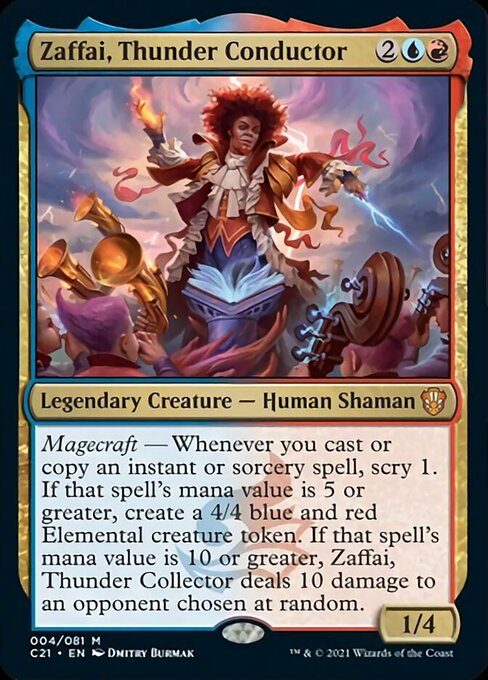 Zaffai, Thunder Conductor 2
Legendary Creature — Human Shaman
Magecraft — Whenever you cast or
copy an instant or sorcery spell, scry 1.
If that spell's mana value is 5 or
greater, create a 4/4 blue and red
Elemental creature token. If that spell's
mana value is 10 or greater, Zaffai,
Thunder Collector deals 10 damage to
an opponent chosen at random.
1/4
004/081 M
C21 • EN Dmitry Burmak
™ & © 2021 Wizards of the Coast